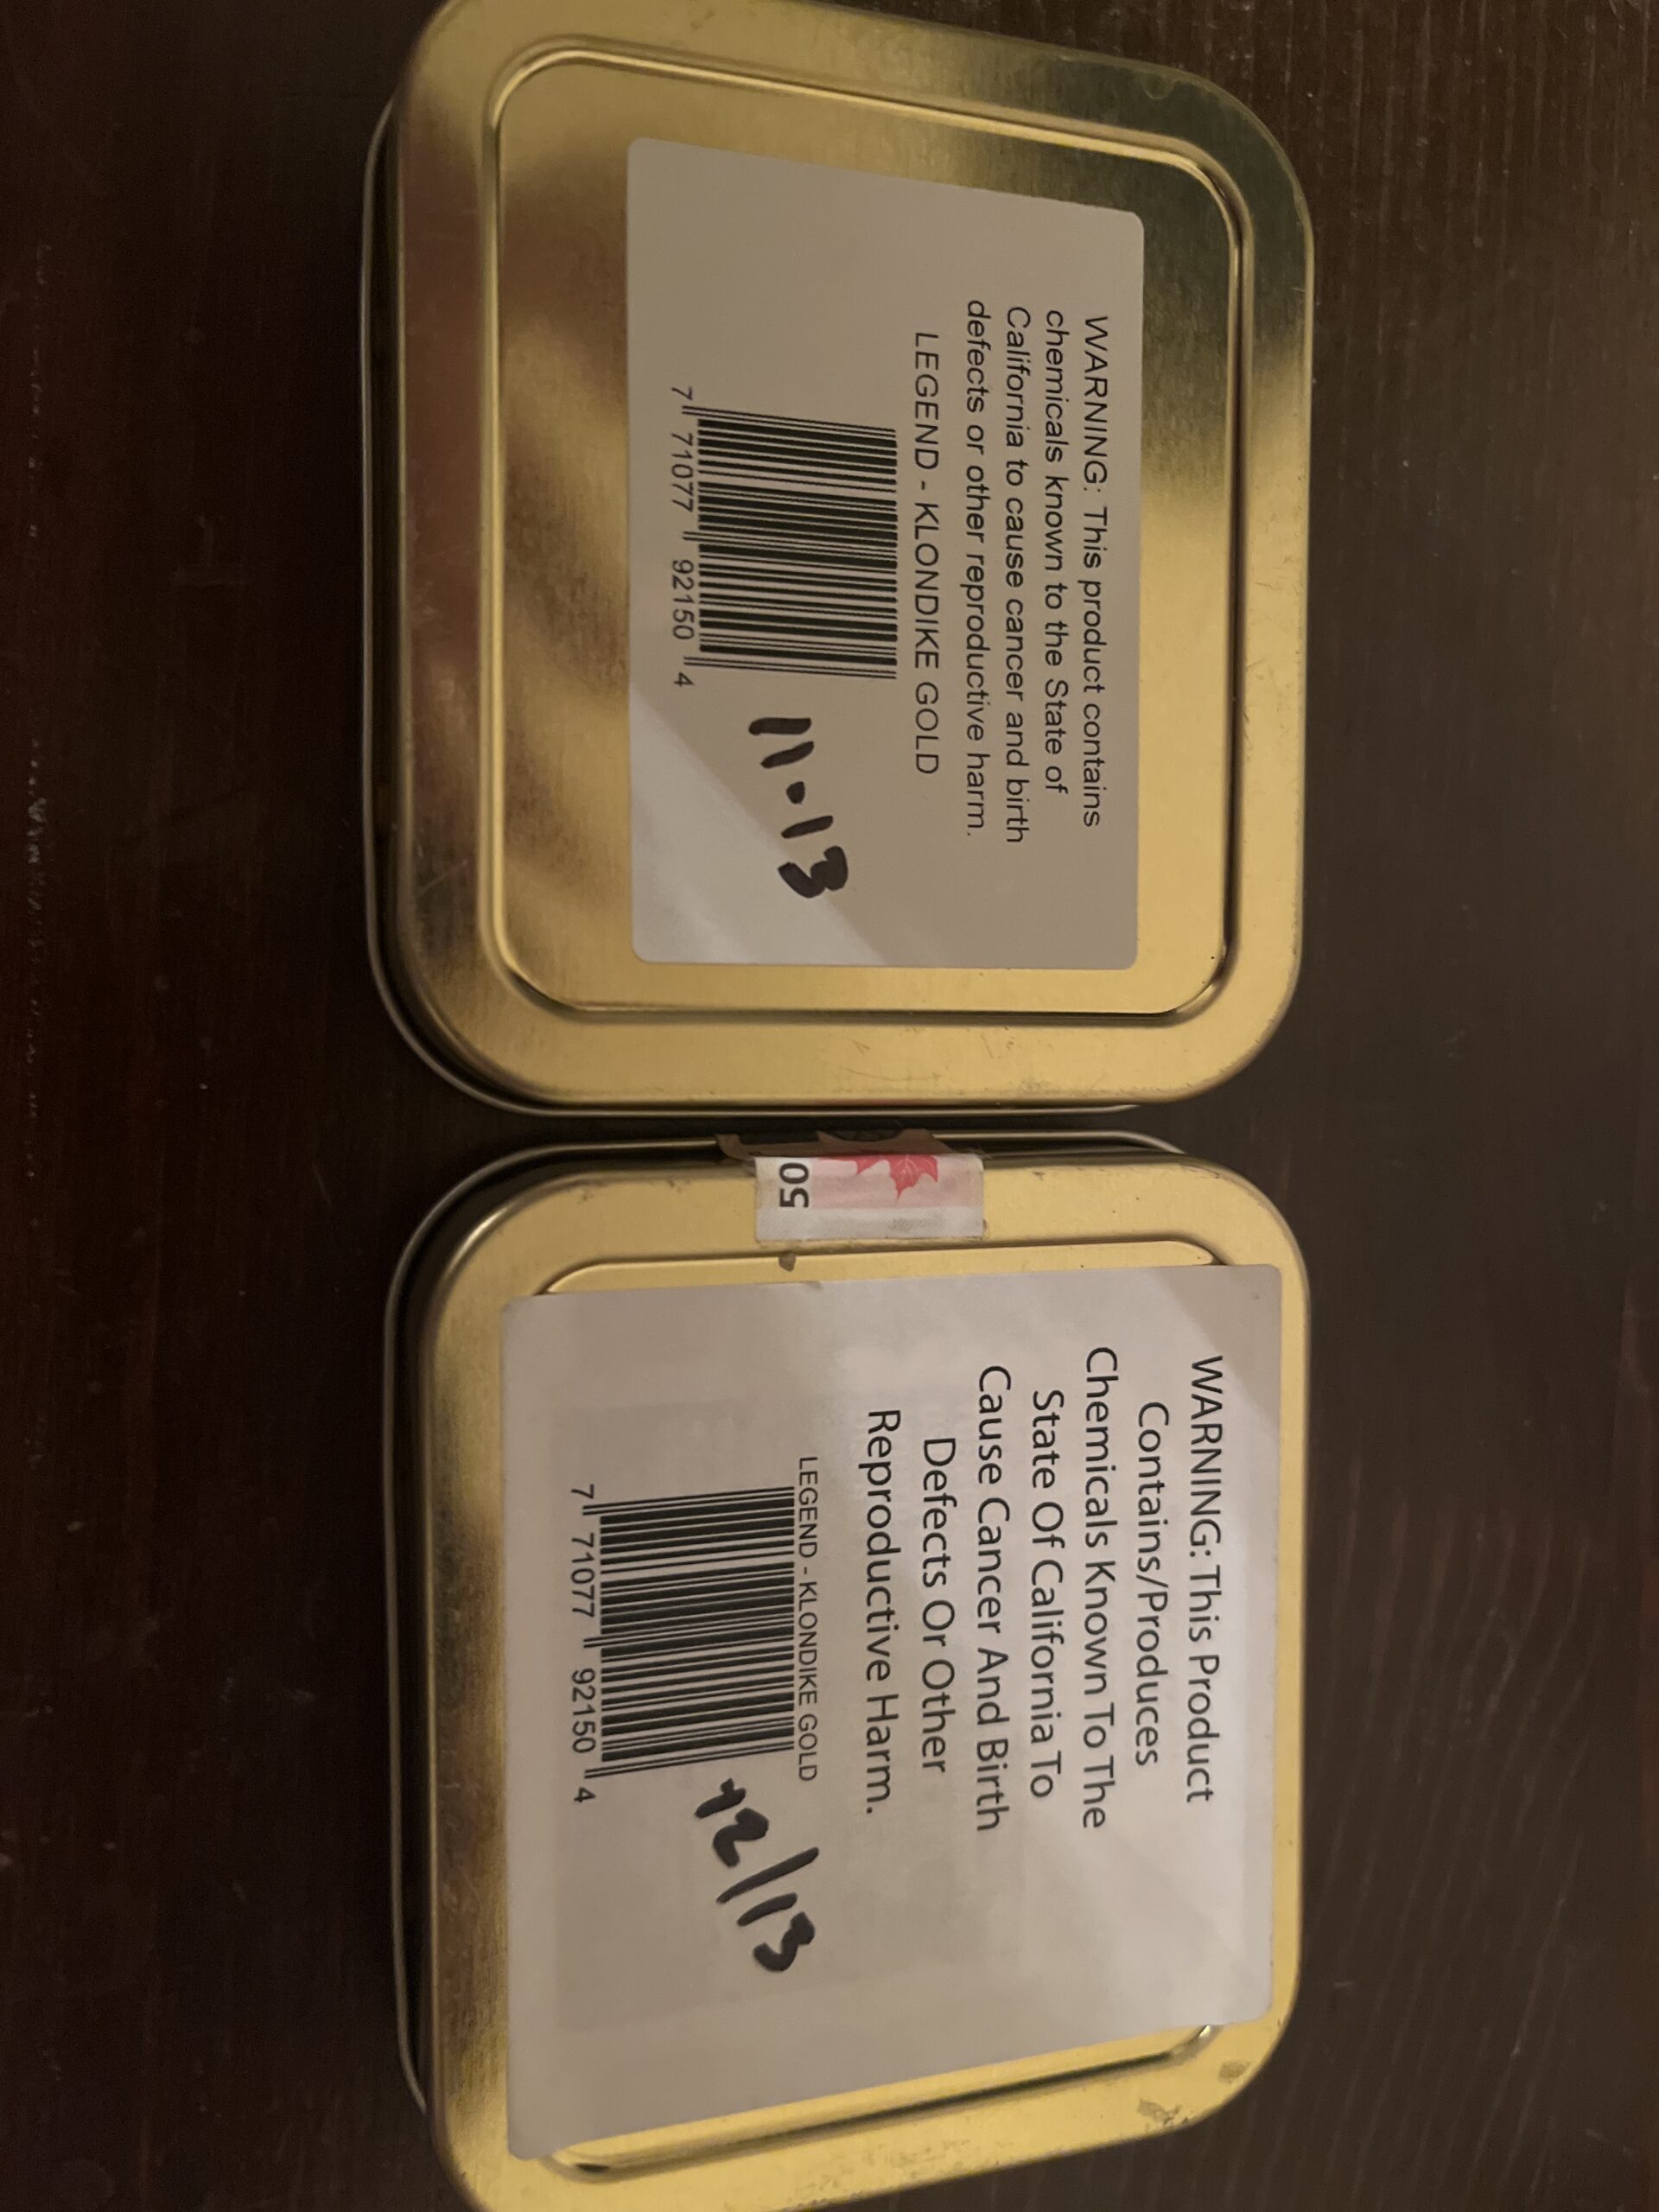 WARNING: This product contains
chemicals known to the State of
California to cause cancer and birth
defects or other reproductive harm.
LEGEND - KLONDIKE GOLD
7 71077 92150 4
11.13
50
WARNING: This Product
Contains/Produces
Chemicals Known To The
State Of California To
Cause Cancer And Birth
Defects Or Other
Reproductive Harm.
LEGEND - KLONDIKE GOLD
7 71077 92150 4
12/13